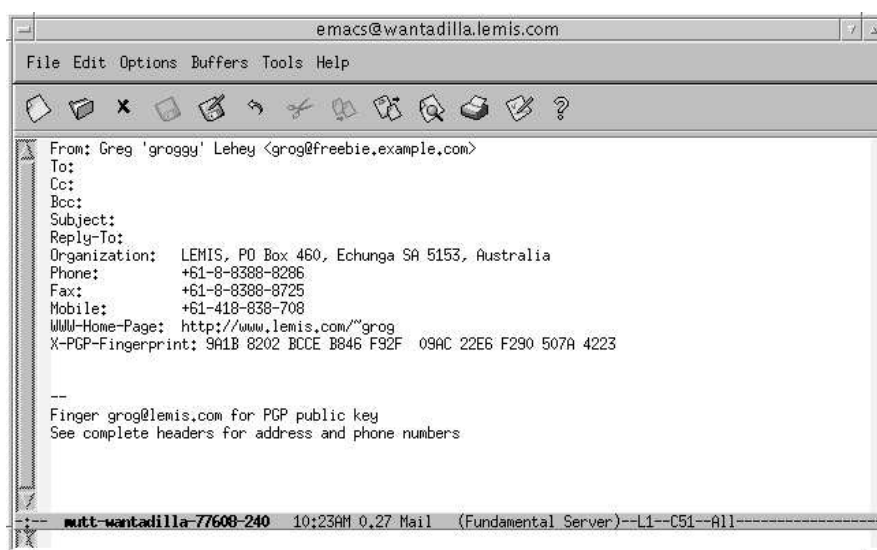 emacs@wantadilla.lemis.com
File Edit Options Buffers Tools Help
From: Greg 'groggy' Lehey <grog@freebie.example.com>
To:
Cc:
Bcc:
Subject:
Reply-To:
Organization: LEMIS, PO Box 460, Echunga SA 5153, Australia
Phone: +61-8-8388-8286
Fax: +61-8-8388-8725
Mobile: +61-418-838-708
WWW-Home-Page: http://www.lemis.com/~grog
X-PGP-Fingerprint: 9A1B 8202 BCCE B846 F92F 09AC 22E6 F290 507A 4223
--
Finger grog@lemis.com for PGP public key
See complete headers for address and phone numbers
-:-- mutt-wantadilla-77608-240 10:23AM 0.27 Mail (Fundamental Server)--L1--C51--All-----------------